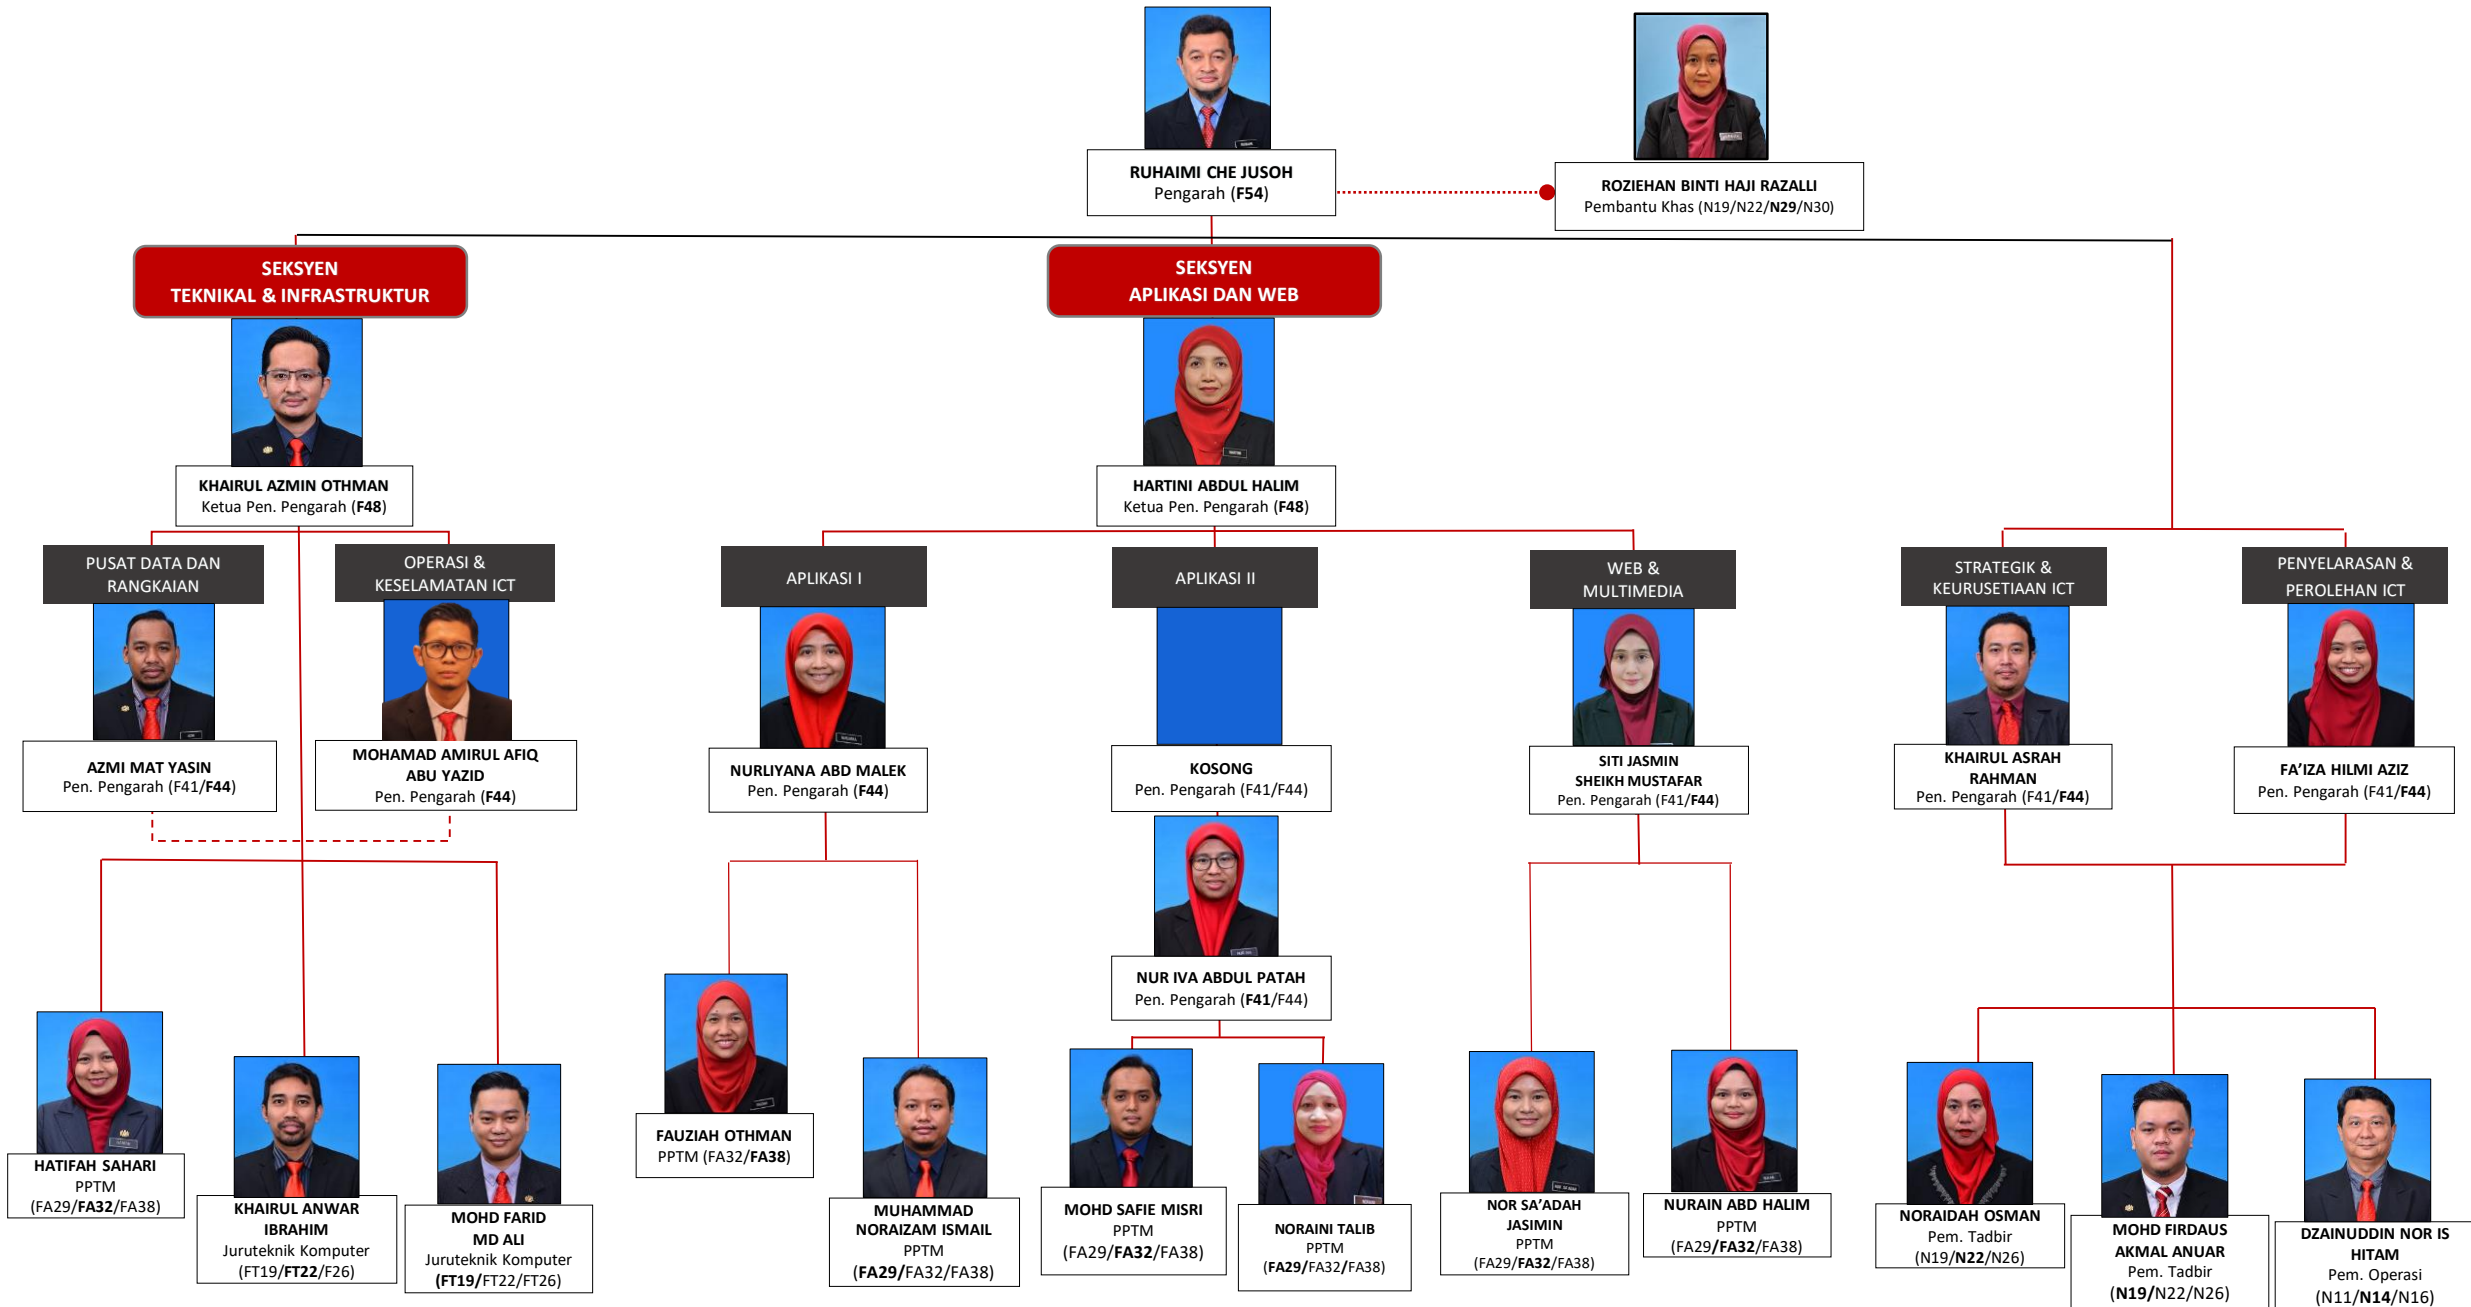 RUHAIMI CHE JUSOH
Pengarah (F54)
ROZIEHAN BINTI HAJI RAZALLI
Pembantu Khas (N19/N22/N29/N30)
SEKSYEN
TEKNIKAL & INFRASTRUKTUR
SEKSYEN
APLIKASI DAN WEB
KHAIRUL AZMIN OTHMAN
Ketua Pen. Pengarah (F48)
HARTINI ABDUL HALIM
Ketua Pen. Pengarah (F48)
PUSAT DATA DAN
RANGKAIAN
OPERASI &
KESELAMATAN ICT
APLIKASI I
APLIKASI II
WEB &
MULTIMEDIA
STRATEGIK &
KEURUSETIAAN ICT
PENYELARASAN &
PEROLEHAN ICT
AZMI MAT YASIN
Pen. Pengarah (F41/F44)
MOHAMAD AMIRUL AFIQ
ABU YAZID
Pen. Pengarah (F44)
NURLIYANA ABD MALEK
Pen. Pengarah (F44)
KOSONG
Pen. Pengarah (F41/F44)
SITI JASMIN
SHEIKH MUSTAFAR
Pen. Pengarah (F41/F44)
KHAIRUL ASRAH
RAHMAN
Pen. Pengarah (F41/F44)
FA’IZA HILMI AZIZ
Pen. Pengarah (F41/F44)
NUR IVA ABDUL PATAH
Pen. Pengarah (F41/F44)
HATIFAH SAHARI
PPTM
(FA29/FA32/FA38)
KHAIRUL ANWAR
IBRAHIM
Juruteknik Komputer
(FT19/FT22/F26)
MOHD FARID
MD ALI
Juruteknik Komputer
(FT19/FT22/FT26)
FAUZIAH OTHMAN
PPTM (FA32/FA38)
MUHAMMAD
NORAIZAM ISMAIL
PPTM
(FA29/FA32/FA38)
MOHD SAFIE MISRI
PPTM
(FA29/FA32/FA38)
NORAINI TALIB
PPTM
(FA29/FA32/FA38)
NOR SA’ADAH
JASIMIN
PPTM
(FA29/FA32/FA38)
NURAIN ABD HALIM
PPTM
(FA29/FA32/FA38)
NORAIDAH OSMAN
Pem. Tadbir
(N19/N22/N26)
MOHD FIRDAUS
AKMAL ANUAR
Pem. Tadbir
(N19/N22/N26)
DZAINUDDIN NOR IS
HITAM
Pem. Operasi
(N11/N14/N16)